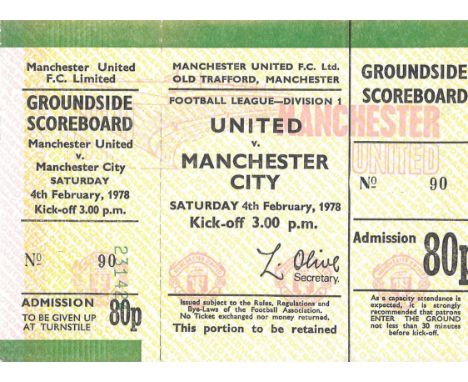 Manchester United
F.C. Limited
GROUNDSIDE
SCOREBOARD
Manchester United
v.
Manchester City
SATURDAY
4th February, 1978
Kick-off 3.00 p.m.
Nº 90
ADMISSION
TO BE GIVEN UP
AT TURNSTILE
80p
MANCHESTER UNITED F.C. Ltd.
OLD TRAFFORD, MANCHESTER
FOOTBALL LEAGUE—DIVISION 1
UNITED
v.
MANCHESTER
CITY
SATURDAY 4th February, 1978
Kick-off 3.00 p.m.
L. Olive
Secretary.
Issued subject to the Rules, Regulations and
Bye-Laws of the Football Association.
No Tickets exchanged nor money returned.
This portion to be retained
MANCHESTER
UNITED
GROUNDSIDE
SCOREBOARD
Nº 90
Admission
80p
As a capacity attendance is
expected, it is strongly
recommended that patrons
ENTER THE GROUND
not less than 30 minutes
before kick-off.